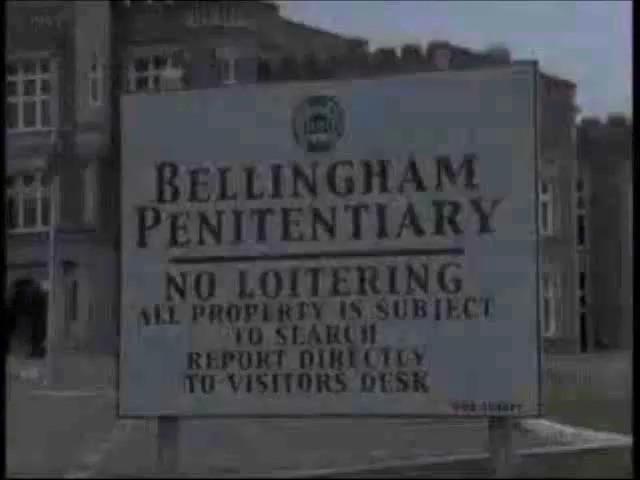 BELLINGHAM
PENITENTIARY
NO LOITERING
ALL PROPERTY IS SUBJECT
TO SEARCH
REPORT DIRECTLY
TO VISITORS DESK